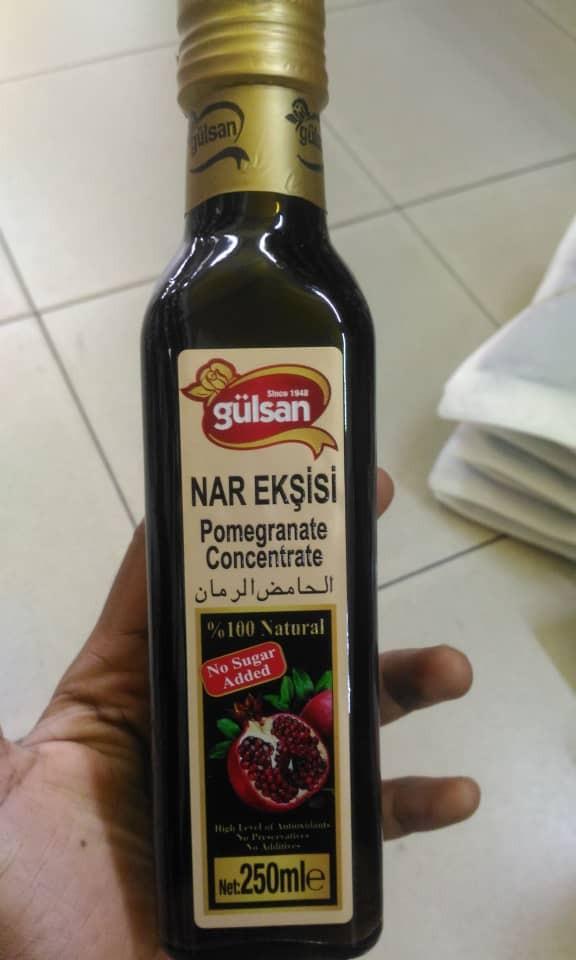 gülsan
gül
Since 1948
gülsan
NAR EKŞİSİ
Pomegranate
Concentrate
الحامض الرمان
%100 Natural
No Sugar
Added
High Level of Antioxidants
No Preservatives
No Additives
Net:250ml℮